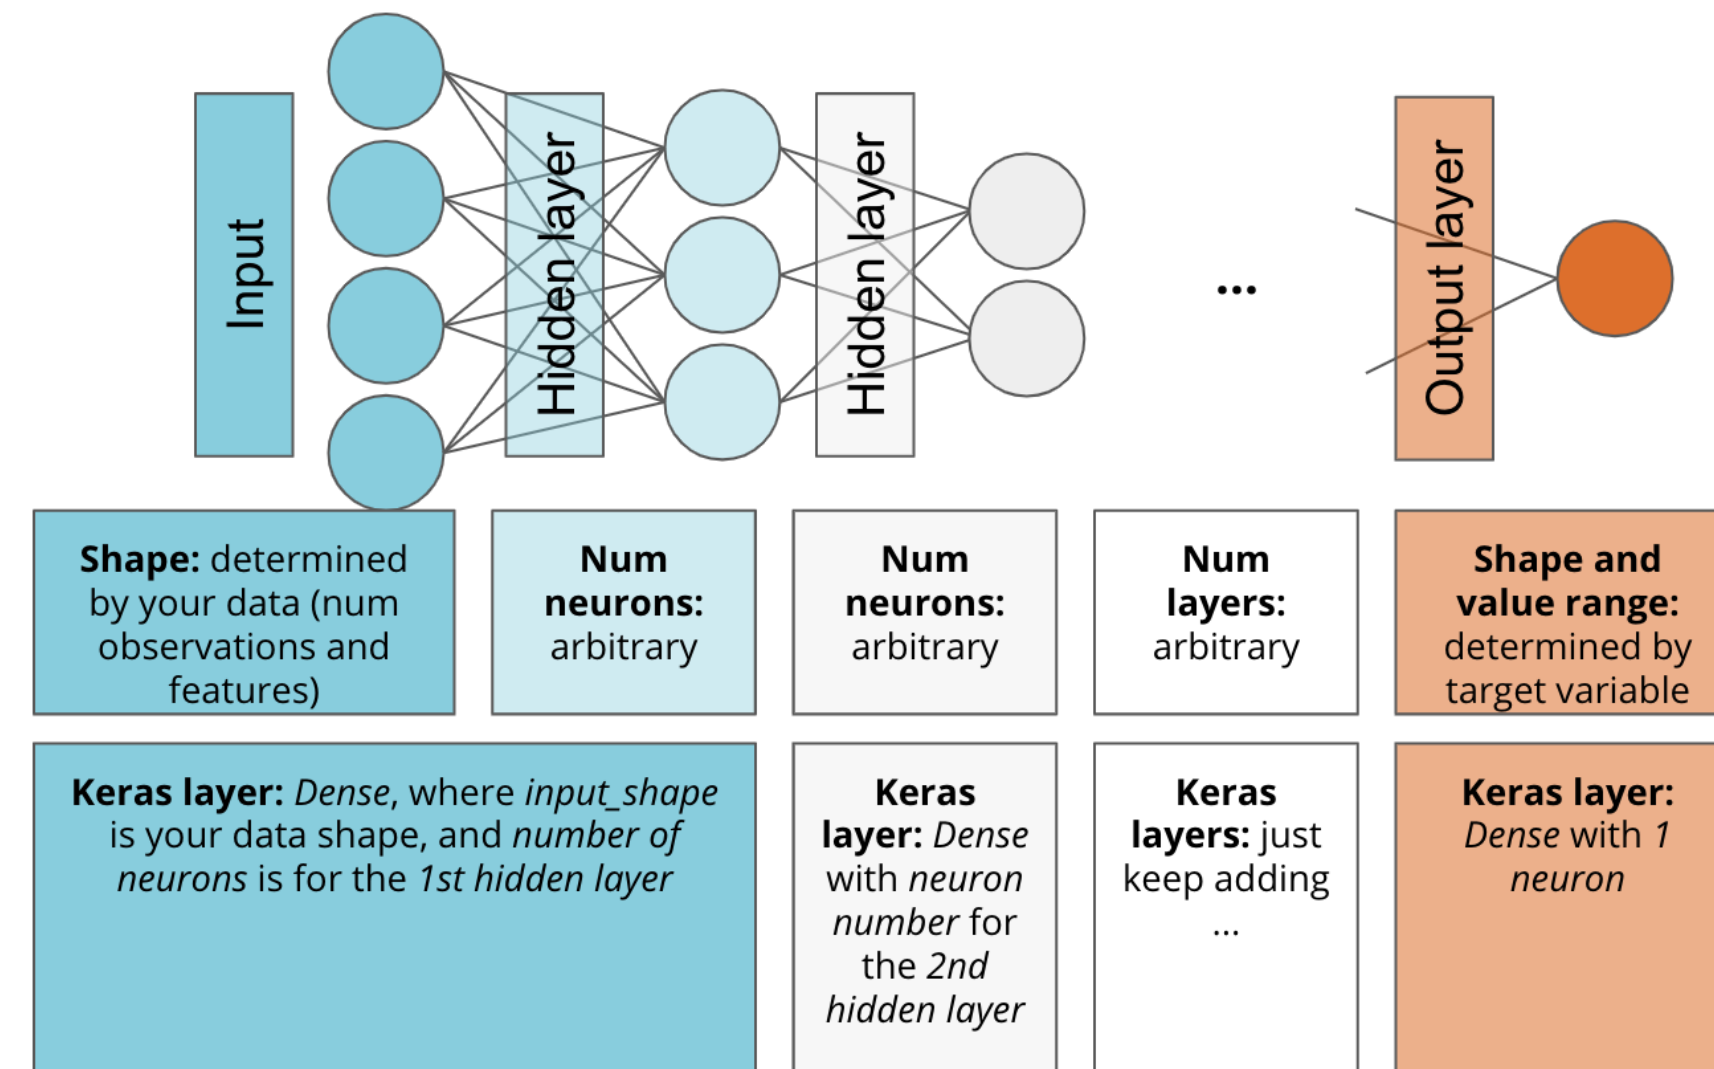 Input
Hidden layer
Hidden layer
...
Output layer
Shape: determined
by your data (num
observations and
features)
Num
neurons:
arbitrary
Num
neurons:
arbitrary
Num
layers:
arbitrary
Shape and
value range:
determined by
target variable
Keras layer: Dense, where input_shape
is your data shape, and number of
neurons is for the 1st hidden layer
Keras
layer: Dense
with neuron
number for
the 2nd
hidden layer
Keras
layers: just
keep adding
...
Keras layer:
Dense with 1
neuron